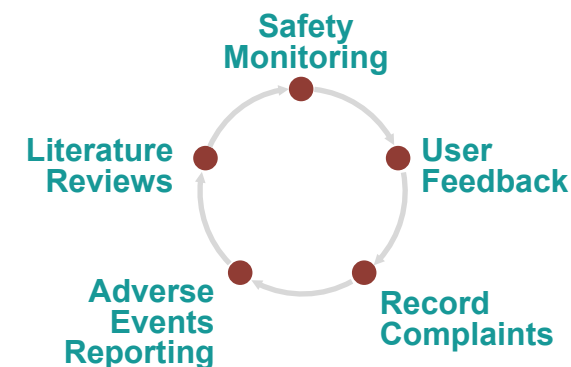 Safety
Monitoring
User
Feedback
Record
Complaints
Adverse
Events
Reporting
Literature
Reviews